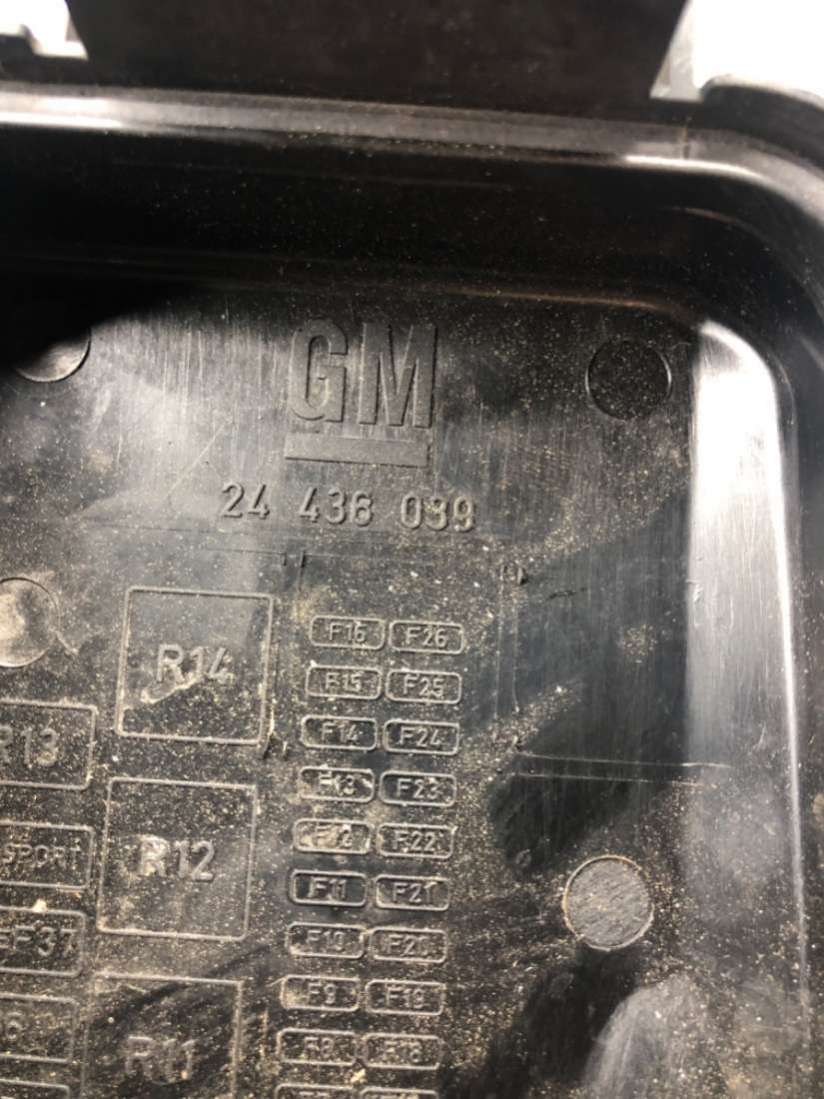 GM
24 436 039
R14
F16 F26
F15 F25
R13
F14 F24
F13 F23
SPORT
R12
F12 F22
F11 F21
F37
F10 F20
F9 F19
R11
F8 F18